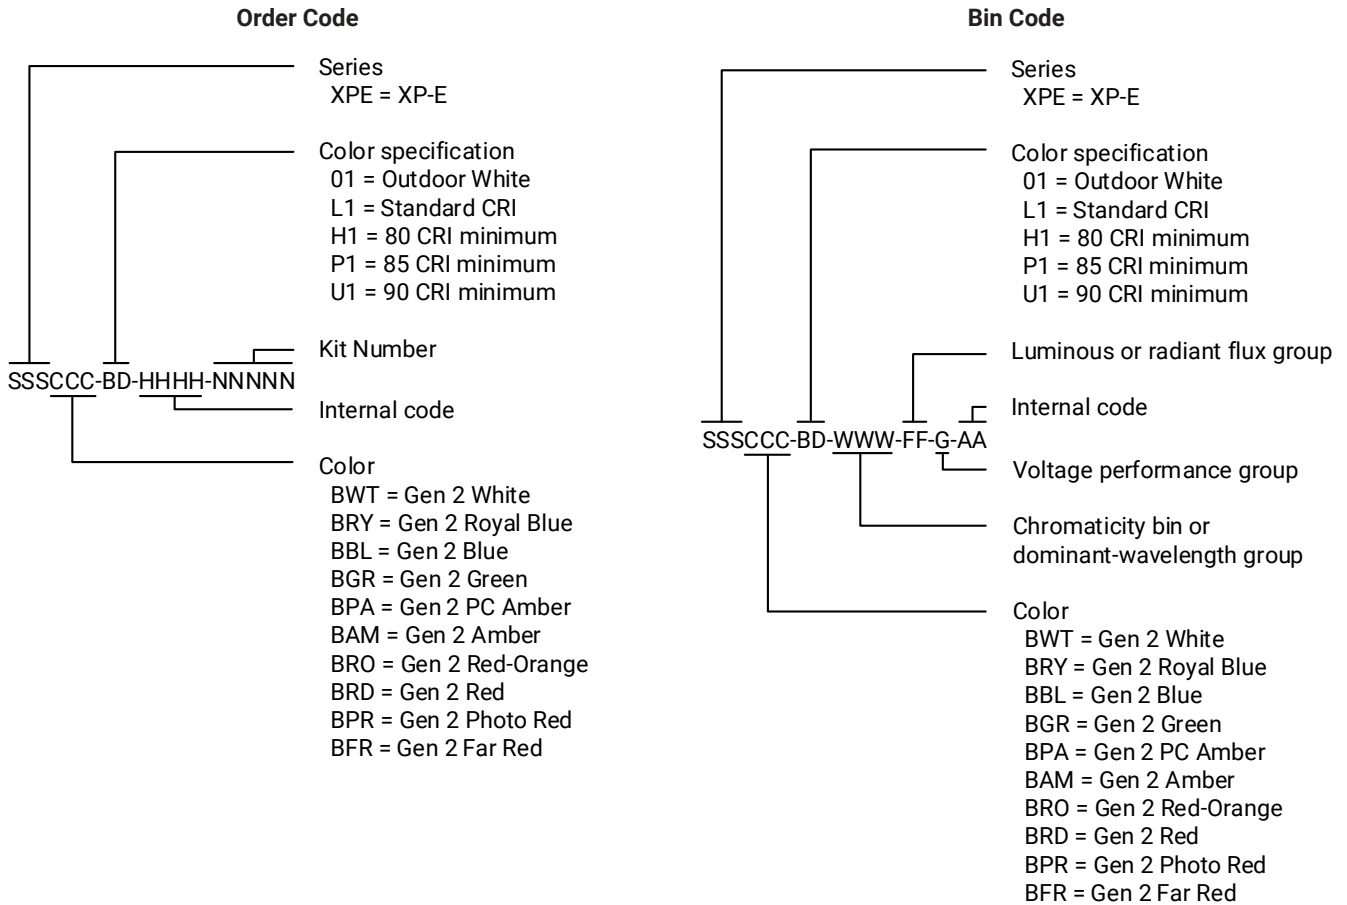 Order Code
Series
XPE = XP-E
Color specification
01 = Outdoor White
L1 = Standard CRI
H1 = 80 CRI minimum
P1 = 85 CRI minimum
U1 = 90 CRI minimum
Kit Number
SSSCCC-BD-HHHH-NNNNN
Internal code
Color
BWT = Gen 2 White
BRY = Gen 2 Royal Blue
BBL = Gen 2 Blue
BGR = Gen 2 Green
BPA = Gen 2 PC Amber
BAM = Gen 2 Amber
BRO = Gen 2 Red-Orange
BRD = Gen 2 Red
BPR = Gen 2 Photo Red
BFR = Gen 2 Far Red
Bin Code
Series
XPE = XP-E
Color specification
01 = Outdoor White
L1 = Standard CRI
H1 = 80 CRI minimum
P1 = 85 CRI minimum
U1 = 90 CRI minimum
Luminous or radiant flux group
Internal code
SSSCCC-BD-WWW-FF-G-AA
Voltage performance group
Chromaticity bin or
dominant-wavelength group
Color
BWT = Gen 2 White
BRY = Gen 2 Royal Blue
BBL = Gen 2 Blue
BGR = Gen 2 Green
BPA = Gen 2 PC Amber
BAM = Gen 2 Amber
BRO = Gen 2 Red-Orange
BRD = Gen 2 Red
BPR = Gen 2 Photo Red
BFR = Gen 2 Far Red